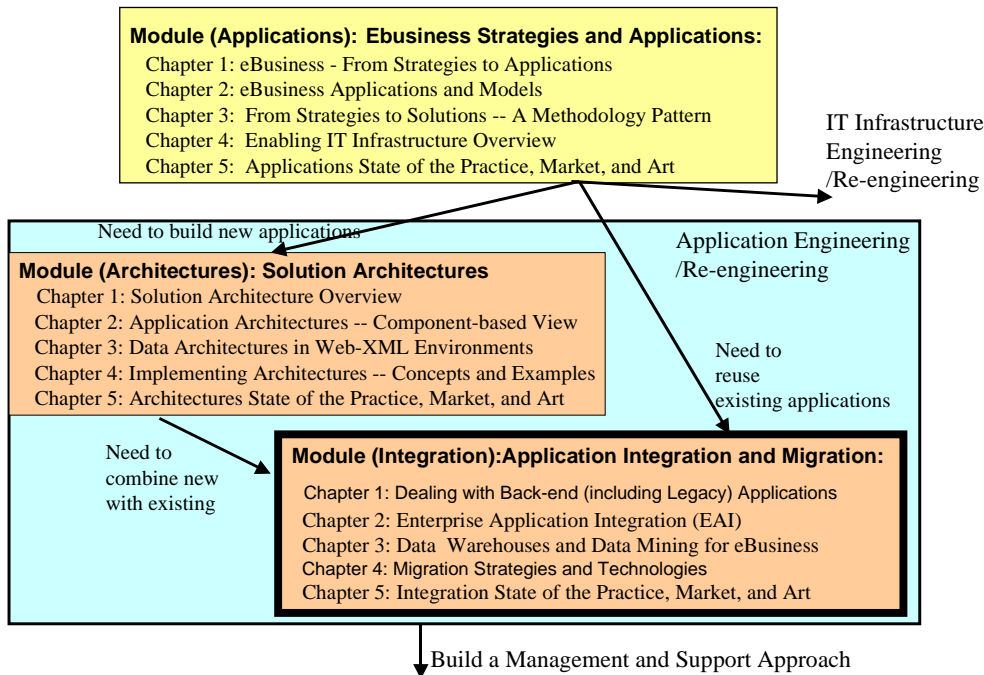 Module (Applications): Ebusiness Strategies and Applications:
Chapter 1: eBusiness - From Strategies to Applications
Chapter 2: eBusiness Applications and Models
Chapter 3: From Strategies to Solutions -- A Methodology Pattern
Chapter 4: Enabling IT Infrastructure Overview
Chapter 5: Applications State of the Practice, Market, and Art
IT Infrastructure
Engineering
/Re-engineering
Need to build new applications
Application Engineering
/Re-engineering
Module (Architectures): Solution Architectures
Chapter 1: Solution Architecture Overview
Chapter 2: Application Architectures -- Component-based View
Chapter 3: Data Architectures in Web-XML Environments
Chapter 4: Implementing Architectures -- Concepts and Examples
Chapter 5: Architectures State of the Practice, Market, and Art
Need to
reuse
existing applications
Need to
combine new
with existing
Module (Integration):Application Integration and Migration:
Chapter 1: Dealing with Back-end (including Legacy) Applications
Chapter 2: Enterprise Application Integration (EAI)
Chapter 3: Data Warehouses and Data Mining for eBusiness
Chapter 4: Migration Strategies and Technologies
Chapter 5: Integration State of the Practice, Market, and Art
Build a Management and Support Approach